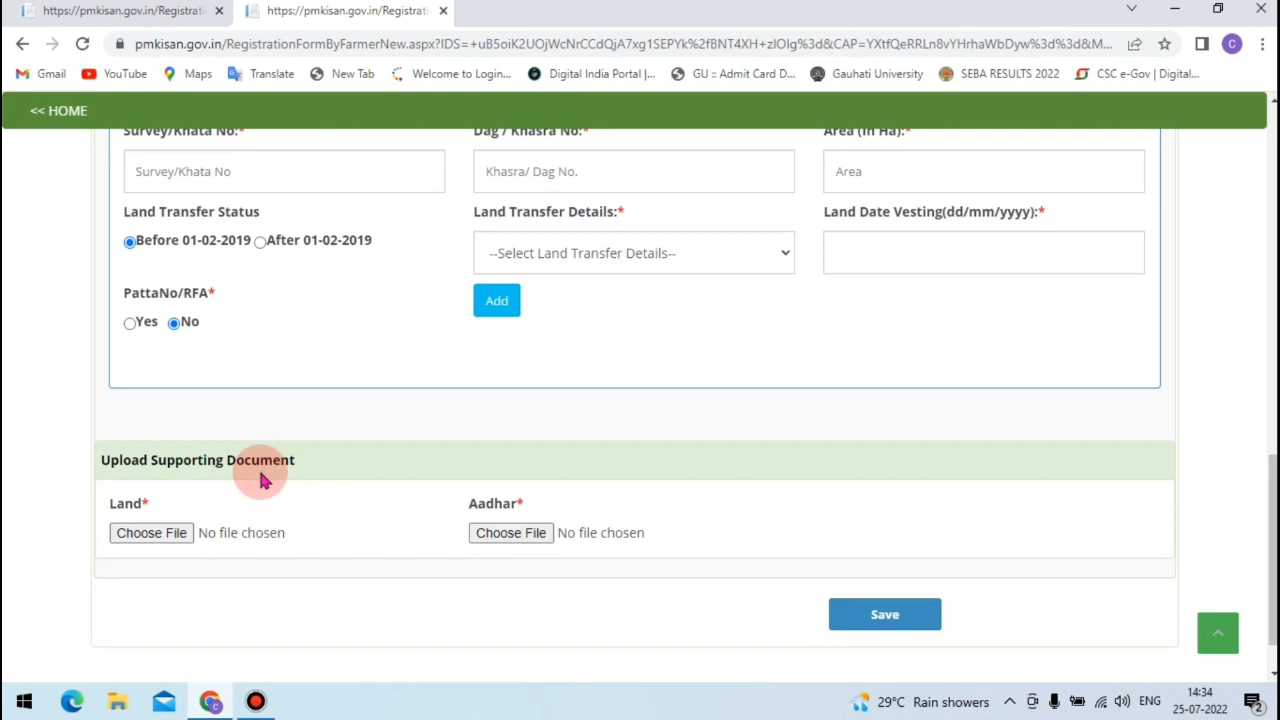 https://pmkisan.gov.in/Registrati
https://pmkisan.gov.in/Registrati
pmkisan.gov.in/RegistrationFormByFarmerNew.aspx?IDS=+uB5oiK2UOjWcNrCCdQjA7xg1SEPYk%2fBNT4XH+zIOIg%3d&CAP=YXtfQeRRLn8vYHrhaWbDyw%3d%3d&M...
C
Gmail YouTube Maps Translate New Tab Welcome to Login... Digital India Portal |... GU :: Admit Card D... Gauhati University SEBA RESULTS 2022 CSC e-Gov | Digital...
<< HOME
Survey/Khata No:* Dag / Khasra No:* Area (In Ha):*
Survey/Khata No Khasra/ Dag No. Area
Land Transfer Status Land Transfer Details:* Land Date Vesting(dd/mm/yyyy):*
Before 01-02-2019 After 01-02-2019 --Select Land Transfer Details--
PattaNo/RFA* Add
Yes No
Upload Supporting Document
Land* Aadhar*
Choose File No file chosen Choose File No file chosen
Save
29°C Rain showers ENG 14:34
25-07-2022 2